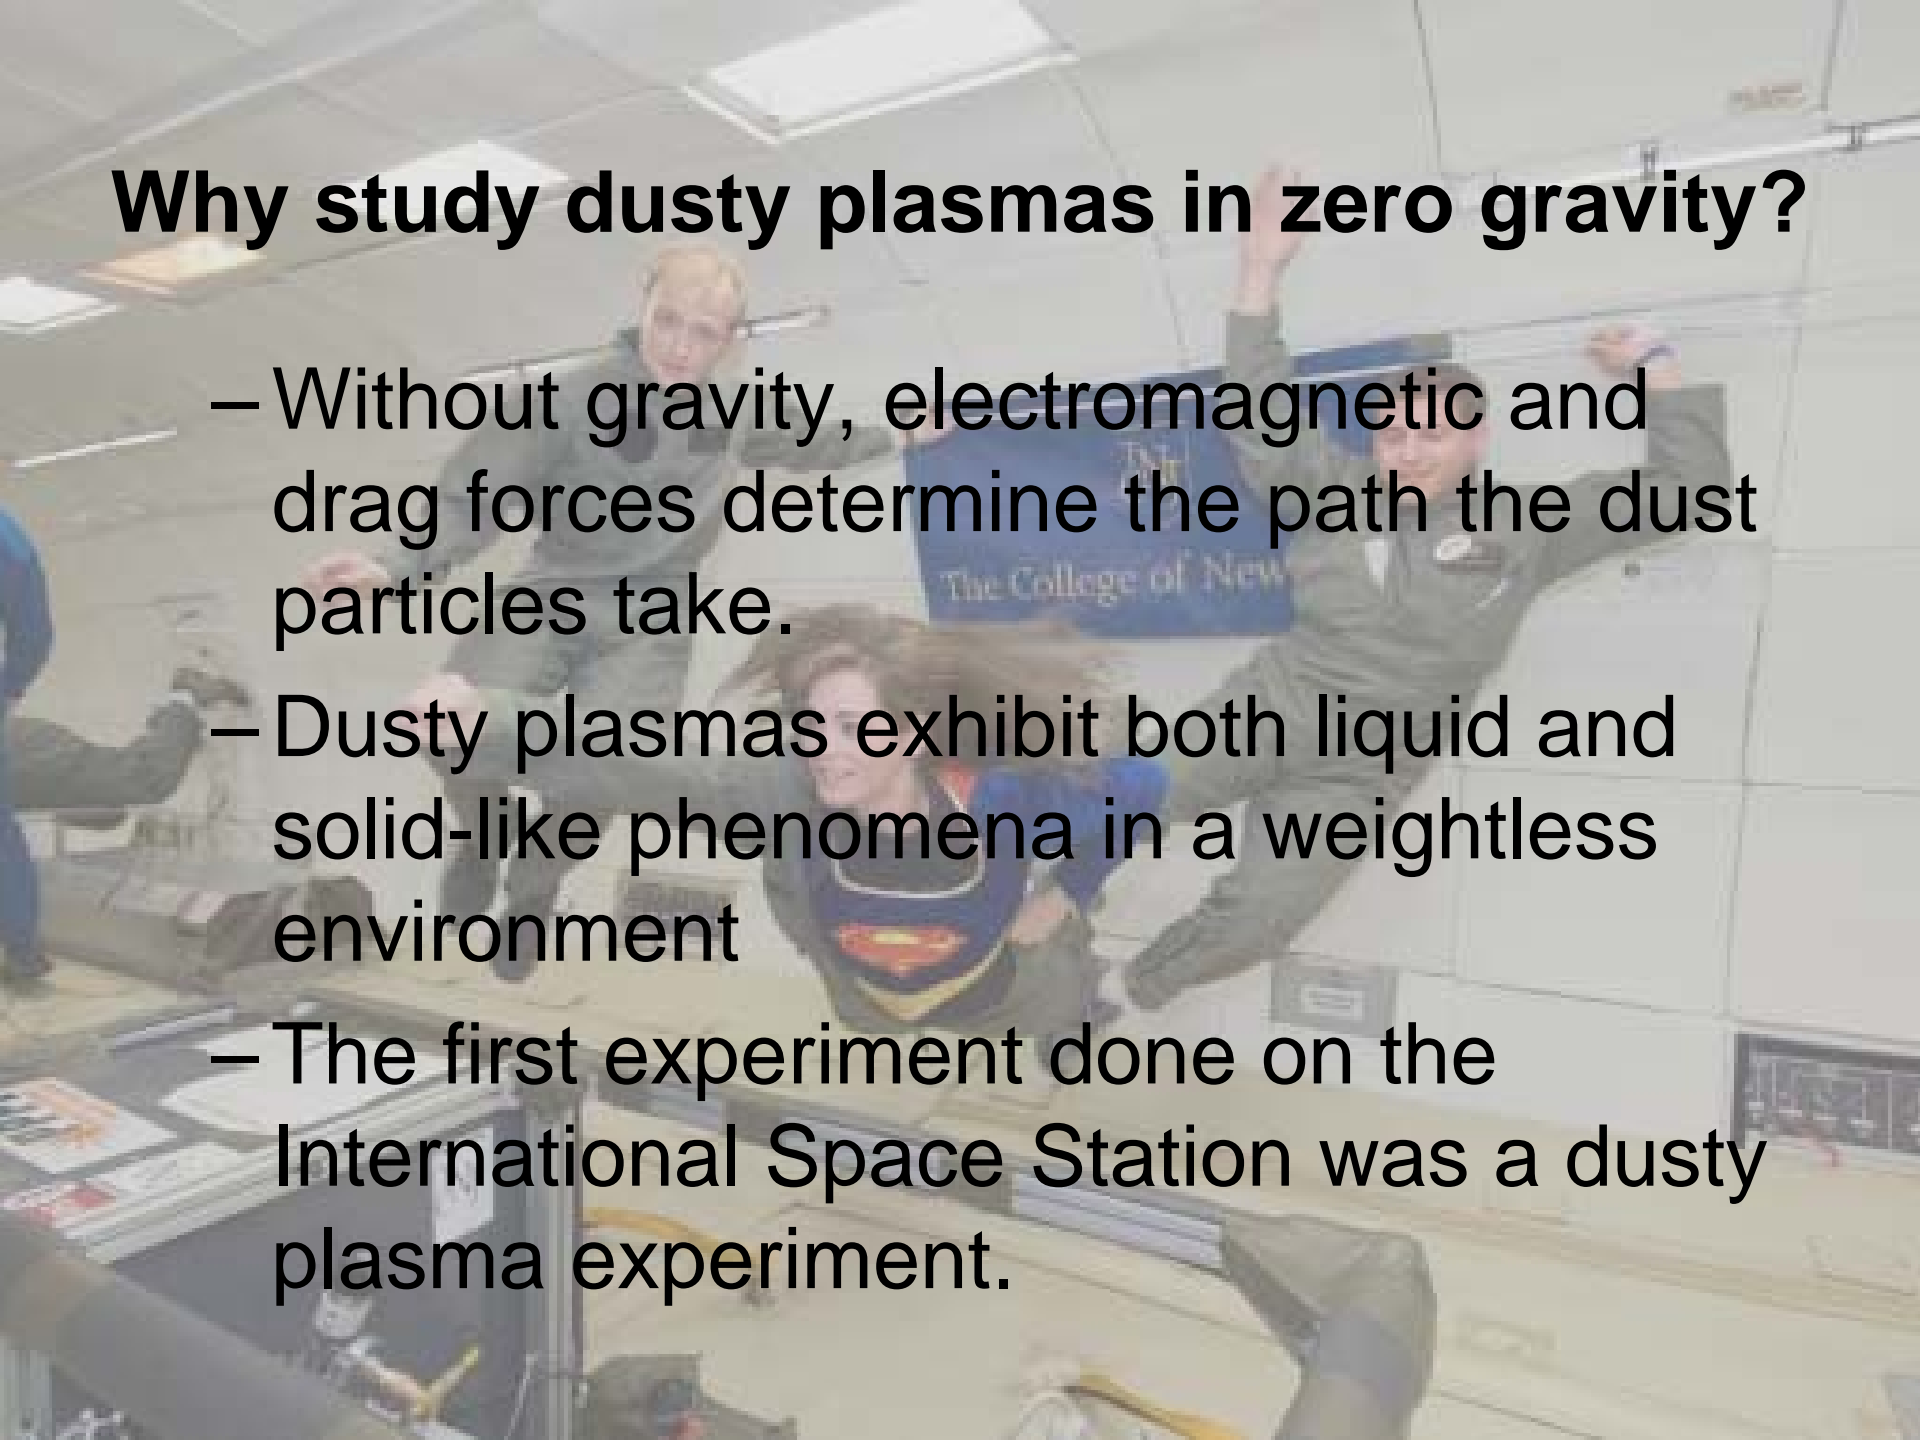 Why study dusty plasmas in zero gravity?
– Without gravity, electromagnetic and
drag forces determine the path the dust
particles take.
– Dusty plasmas exhibit both liquid and
solid-like phenomena in a weightless
environment
– The first experiment done on the
International Space Station was a dusty
plasma experiment.
The College of New